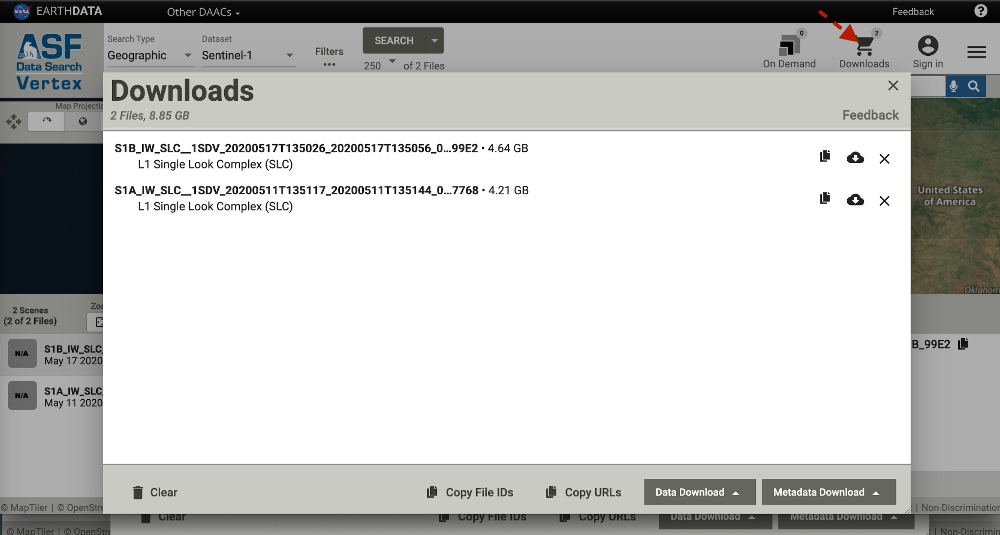 NASA EARTHDATA
Other DAACs
Feedback
?
ASF
Data Search
Vertex
Search Type
Geographic
Dataset
Sentinel-1
Filters
•••
SEARCH
250 of 2 Files
0
On Demand
2
Downloads
Sign in
Map Projectio
Downloads
2 Files, 8.85 GB
Feedback
S1B_IW_SLC__1SDV_20200517T135026_20200517T135056_0...99E2 • 4.64 GB
L1 Single Look Complex (SLC)
S1A_IW_SLC__1SDV_20200511T135117_20200511T135144_0...7768 • 4.21 GB
L1 Single Look Complex (SLC)
United States
of America
Oklahom
2 Scenes
(2 of 2 Files)
Zoo
N/A
S1B_IW_SLC_
May 17 2020
N/A
S1A_IW_SLC_
May 11 2020
B_99E2
Clear
Copy File IDs
Copy URLs
Data Download
Metadata Download
© MapTiler | © OpenStre
| Non-Discrimination
Clear
Copy File IDs
Copy URLs
Data Download
Metadata Download
© MapTiler | © OpenStre
| Non-Discrimin